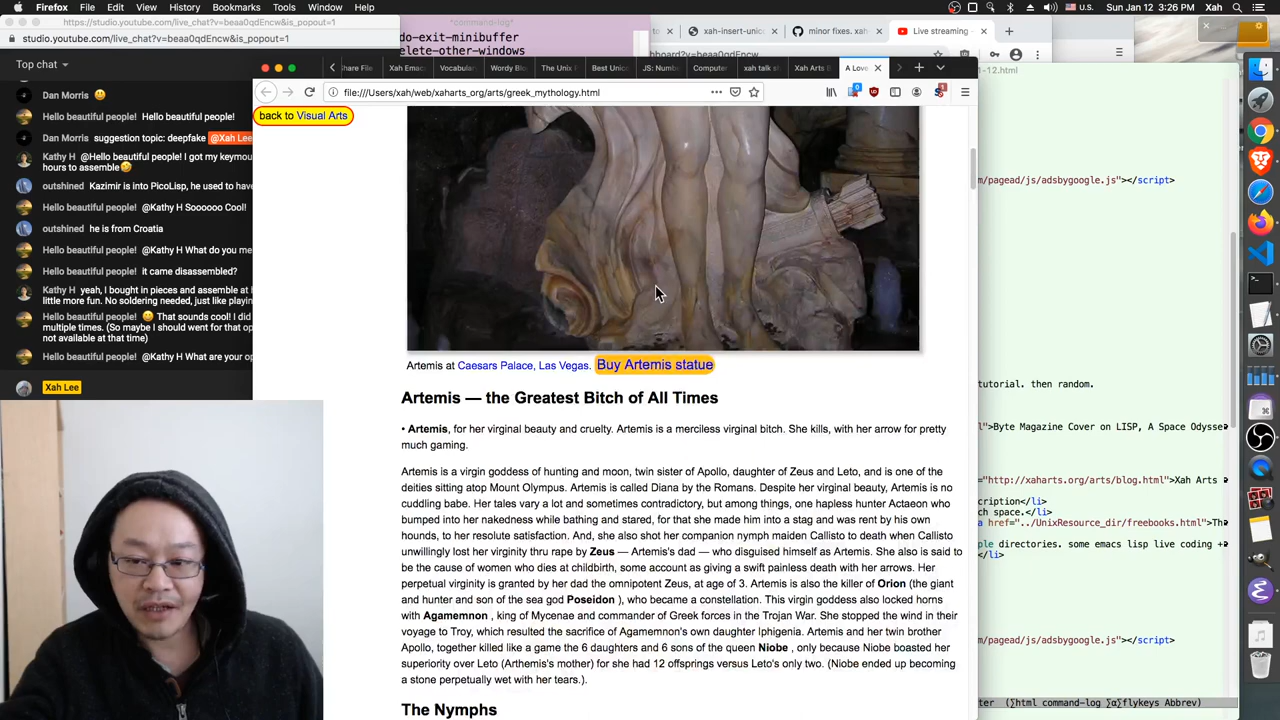 Firefox File Edit View History Bookmarks Tools Window Help
Sun Jan 12 3:26 PM
https://studio.youtube.com/live_chat?v=beaa0qdEncw&is_popout=1
https://studio.youtube.com/live_chat?v=beaa0qdEncw&is_popout=1
*command-log*
do-exit-minibuffer
elete-other-windows
xah-insert-unic
minor fixes. · xah
Live streaming -
hboard?v=beaa0qdEncw
Top chat
hare File
Xah Emac
Vocabular
Wordy Blo
The Unix
Best Unic
JS: Numb
Computer
xah talk s
Xah Arts B
A Love
1-12.html
file:///Users/xah/web/xaharts_org/arts/greek_mythology.html
back to Visual Arts
Dan Morris
Hello beautiful people! Hello beautiful people!
Dan Morris suggestion topic: deepfake @Xah Lee
Kathy H @Hello beautiful people! I got my keymou
hours to assemble
outshined Kazimir is into PicoLisp, he used to have
Hello beautiful people! @Kathy H Soooooo Cool!
outshined he is from Croatia
Hello beautiful people! @Kathy H What do you me
Hello beautiful people! it came disassembled?
Kathy H yeah, I bought in pieces and assemble at
little more fun. No soldering needed, just like playin
Hello beautiful people! That sounds cool! I did
multiple times. (So maybe I should went for that op
not available at that time)
Hello beautiful people! @Kathy H What are your op
Xah Lee
Artemis at Caesars Palace, Las Vegas. Buy Artemis statue
Artemis — the Greatest Bitch of All Times
• Artemis, for her virginal beauty and cruelty. Artemis is a merciless virginal bitch. She kills, with her arrow for pretty
much gaming.
Artemis is a virgin goddess of hunting and moon, twin sister of Apollo, daughter of Zeus and Leto, and is one of the
deities sitting atop Mount Olympus. Artemis is called Diana by the Romans. Despite her virginal beauty, Artemis is no
cuddling babe. Her tales vary a lot and sometimes contradictory, but among things, one hapless hunter Actaeon who
bumped into her nakedness while bathing and stared, for that she made him into a stag and was rent by his own
hounds, to her resolute satisfaction. And, she also shot her companion nymph maiden Callisto to death when Callisto
unwillingly lost her virginity thru rape by Zeus — Artemis's dad — who disguised himself as Artemis. She also is said to
be the cause of women who dies at childbirth, some account as giving a swift painless death with her arrows. Her
perpetual virginity is granted by her dad the omnipotent Zeus, at age of 3. Artemis is also the killer of Orion (the giant
and hunter and son of the sea god Poseidon ), who became a constellation. This virgin goddess also locked horns
with Agamemnon , king of Mycenae and commander of Greek forces in the Trojan War. She stopped the wind in their
voyage to Troy, which resulted the sacrifice of Agamemnon's own daughter Iphigenia. Artemis and her twin brother
Apollo, together killed like a game the 6 daughters and 6 sons of the queen Niobe , only because Niobe boasted her
superiority over Leto (Arthemis's mother) for she had 12 offsprings versus Leto's only two. (Niobe ended up becoming
a stone perpetually wet with her tears.).
The Nymphs
m/pagead/js/adsbygoogle.js"></script>
tutorial. then random.
l">Byte Magazine Cover on LISP, A Space Odysse
="http://xaharts.org/arts/blog.html">Xah Arts
cription</li>
ch space.</li>
a href="../UnixResource_dir/freebooks.html">Th
ple directories. some emacs lisp live coding +
</li>
m/pagead/js/adsbygoogle.js"></script>
ter (∑html command-log ∑α∑flykeys Abbrev)